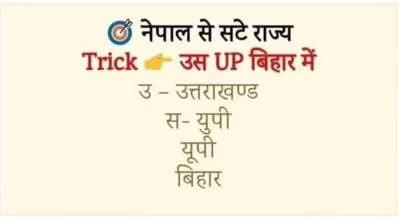 🎯 नेपाल से सटे राज्य
Trick 👉 उस UP बिहार में
उ – उत्तराखण्ड
स- युपी
यूपी
बिहार